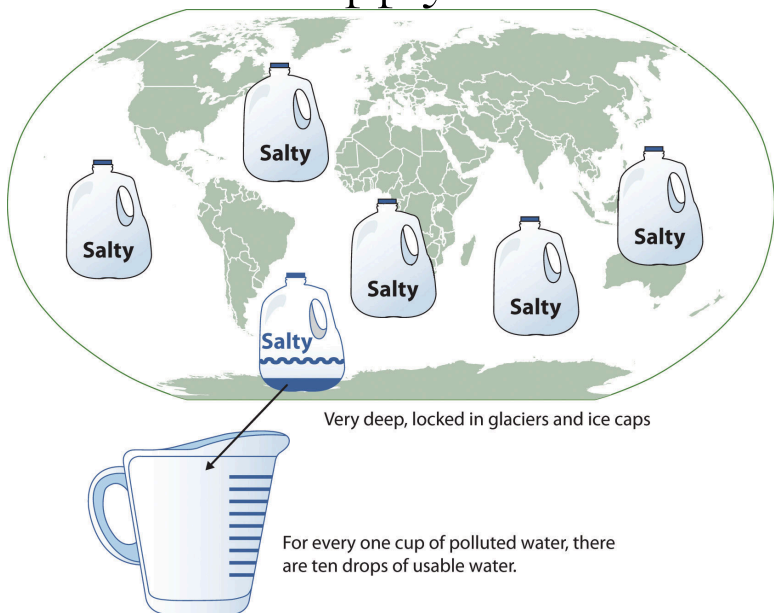 Salty
Salty
Salty
Salty
Salty
Salty
Very deep, locked in glaciers and ice caps
For every one cup of polluted water, there
are ten drops of usable water.